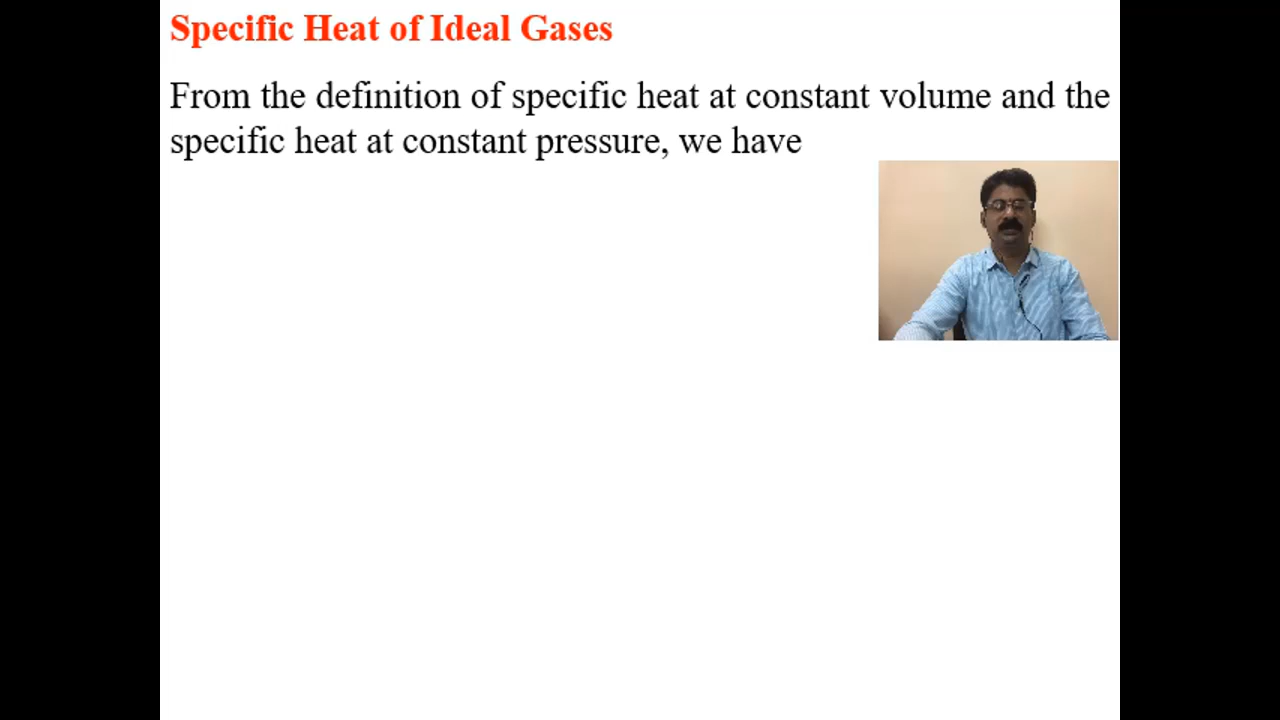 Specific Heat of Ideal Gases
From the definition of specific heat at constant volume and the
specific heat at constant pressure, we have